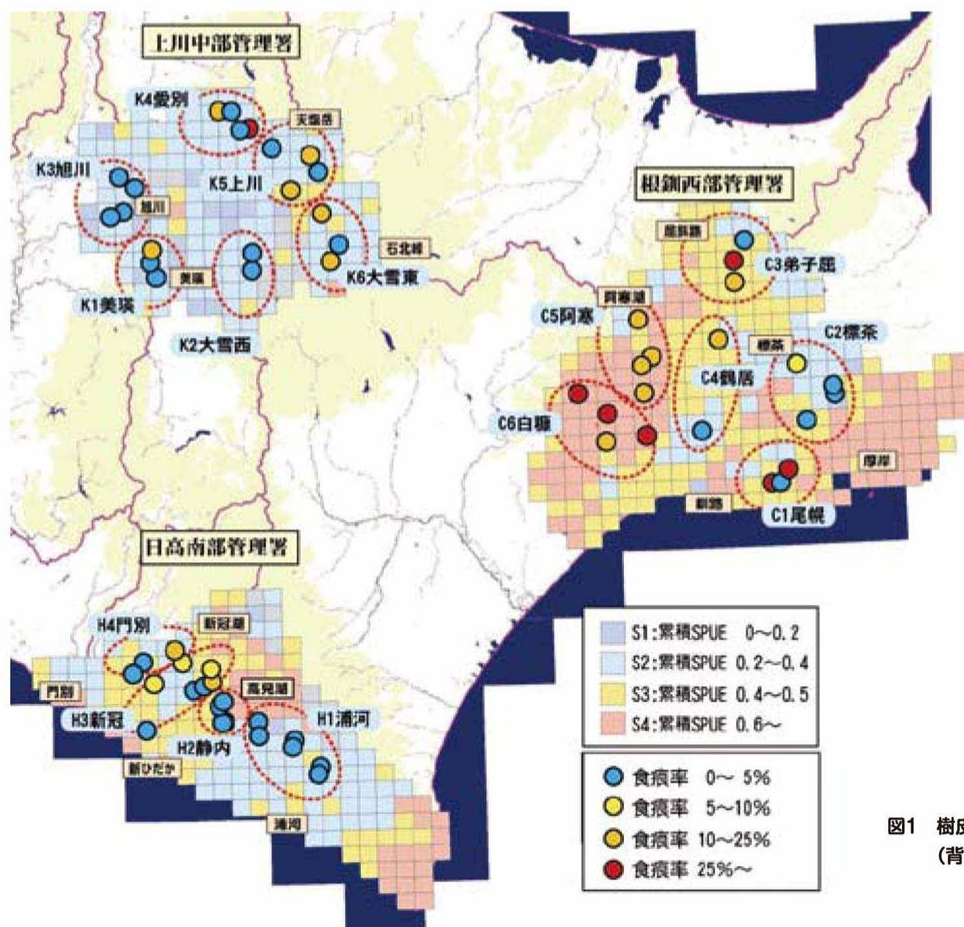 上川中部管理署
K4愛別
天塩岳
K3旭川
K5上川
旭川
根釧西部管理署
屈斜路
石北峠
C3弟子屈
美瑛
K6大雪東
阿寒湖
K1美瑛
C5阿寒
C2標茶
K2大雪西
標茶
C4鶴居
C6白糠
厚岸
釧路
C1尾幌
日高南部管理署
H4門別
新冠湖
門別
高見湖
H1浦河
H3新冠
H2静内
新ひだか
浦河
S1:累積SPUE 0〜0.2
S2:累積SPUE 0.2〜0.4
S3:累積SPUE 0.4〜0.5
S4:累積SPUE 0.6〜
食痕率 0〜 5%
食痕率 5〜10%
食痕率 10〜25%
食痕率 25%〜
図1 樹皮
(背